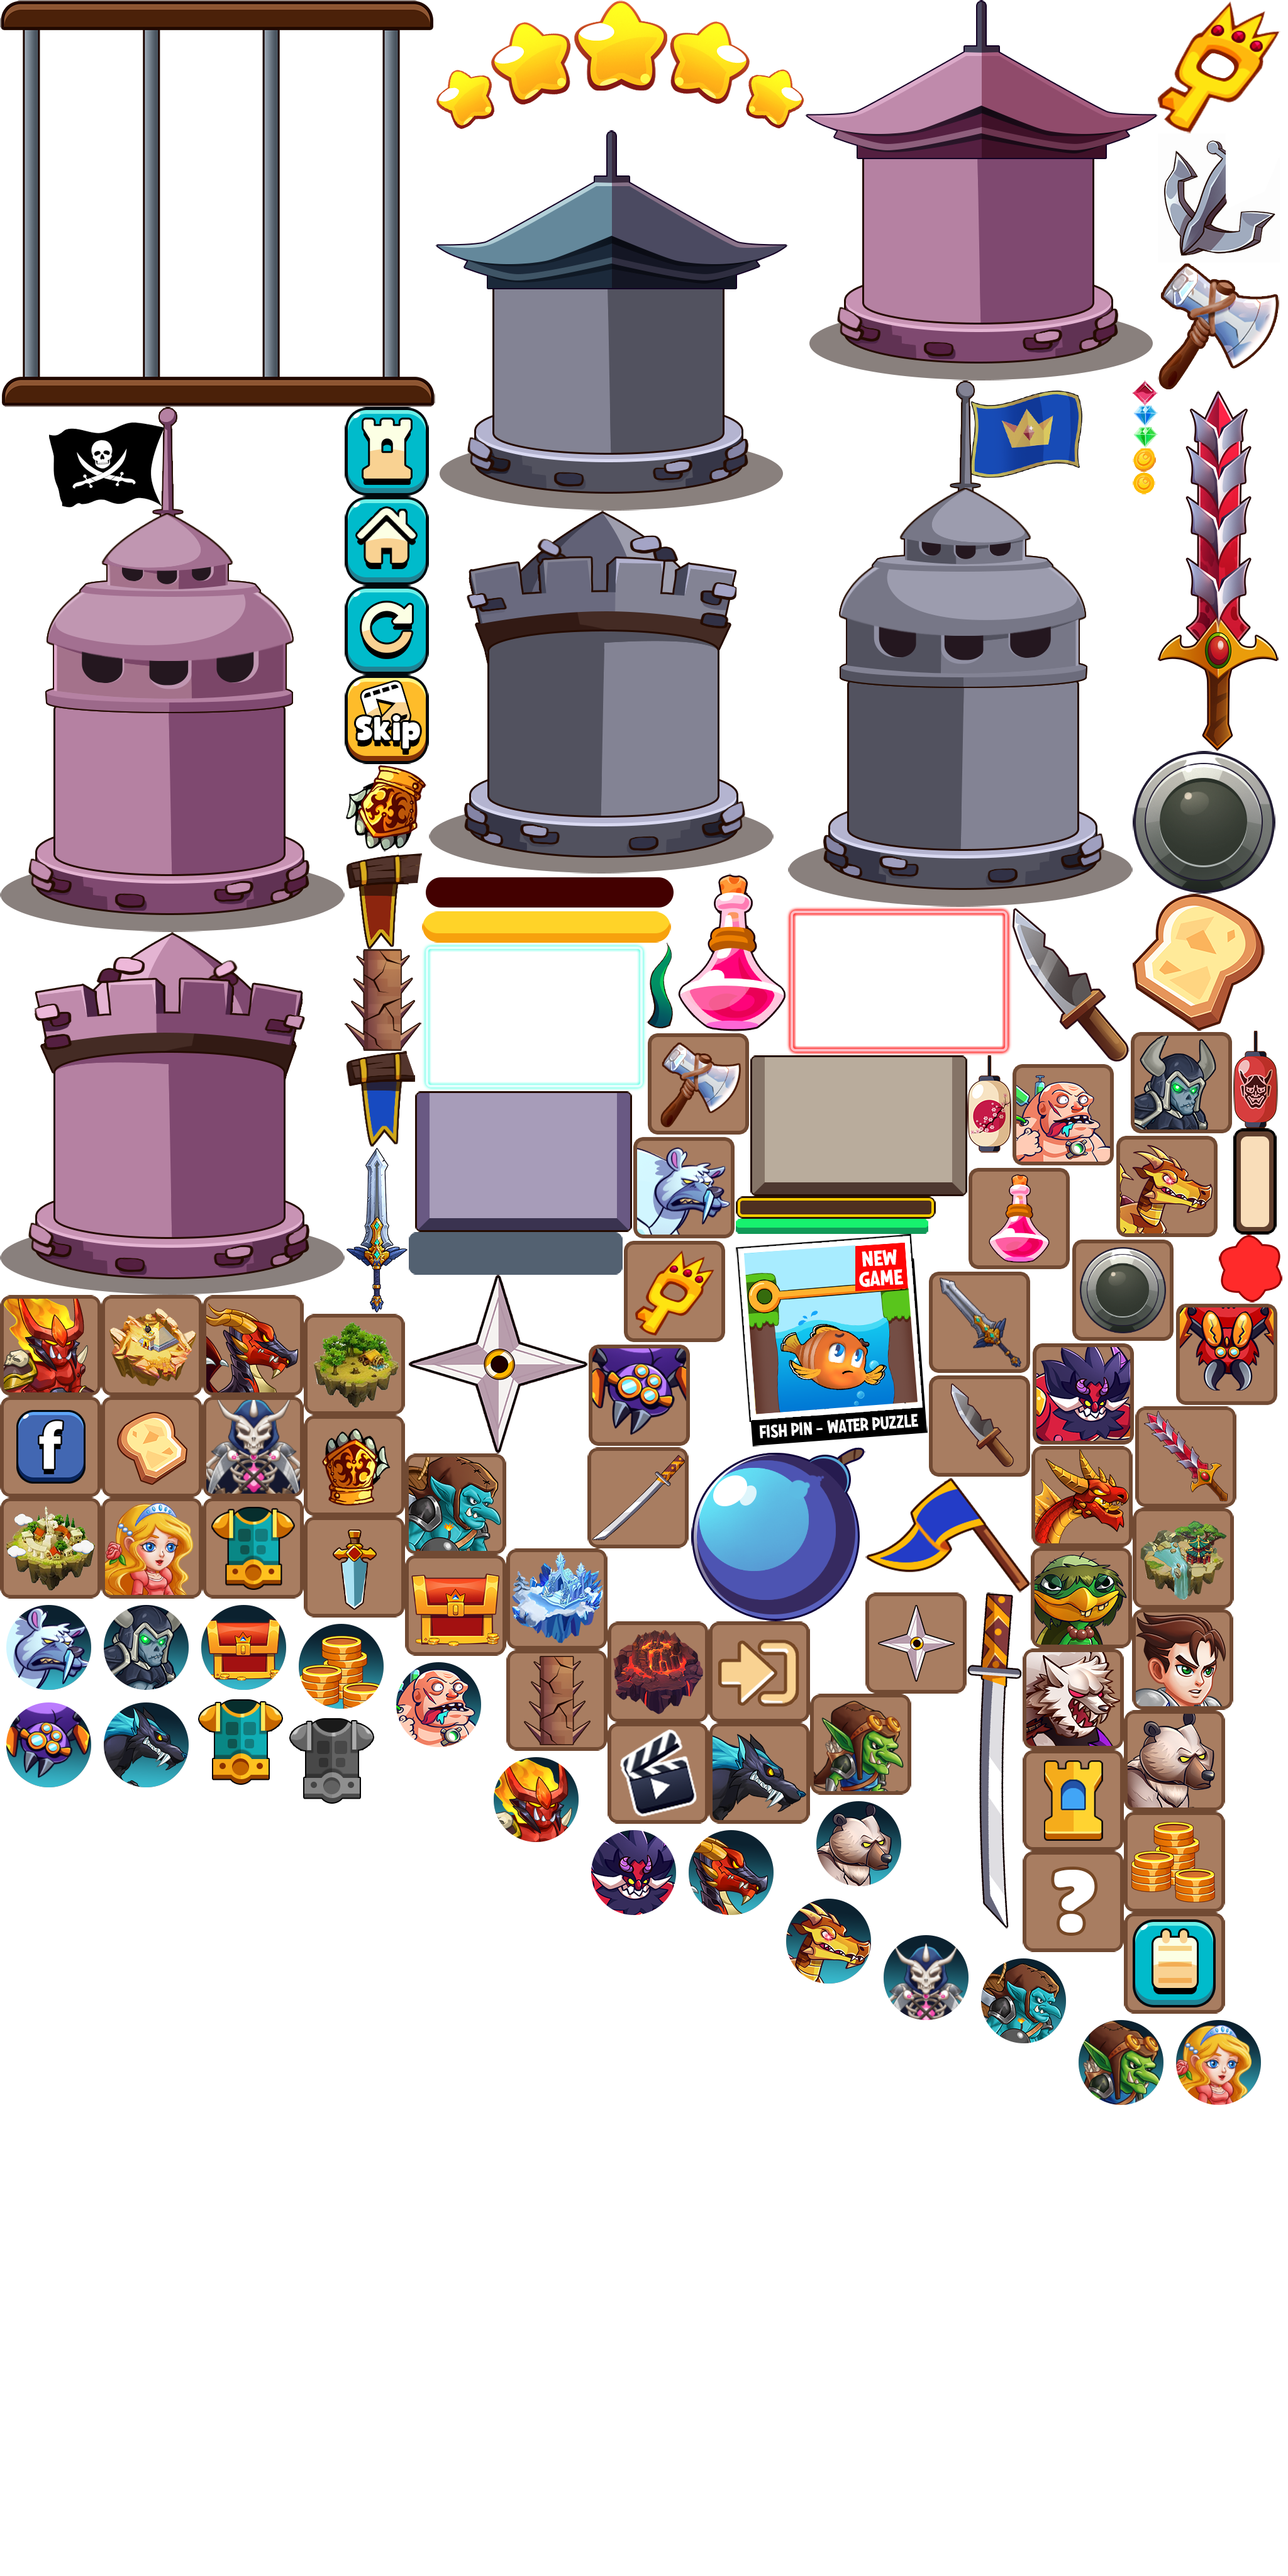 Skip
NEW
GAME
FISH PIN - WATER PUZZLE
f
?